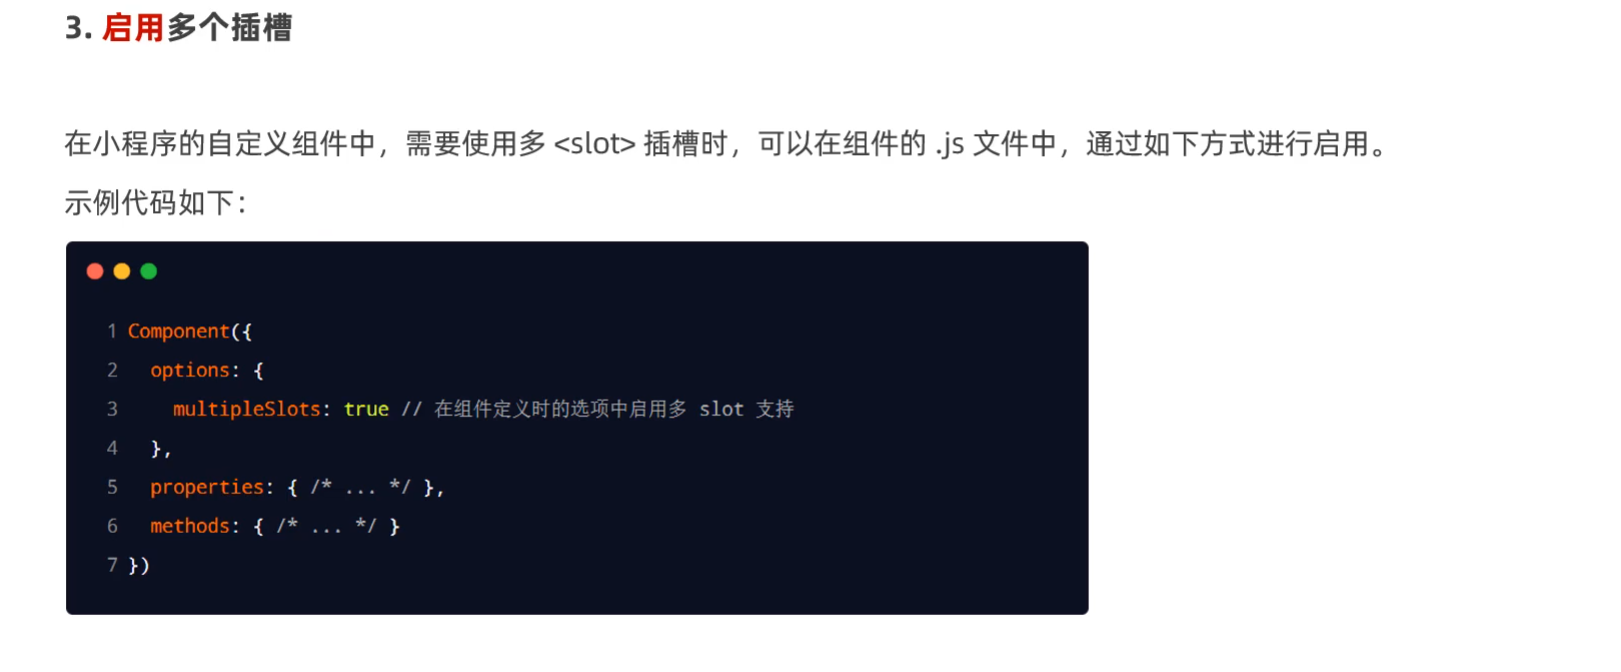 3. 启用多个插槽
在小程序的自定义组件中，需要使用多 <slot> 插槽时，可以在组件的 .js 文件中，通过如下方式进行启用。
示例代码如下：
1 Component({
2   options: {
3     multipleSlots: true // 在组件定义时的选项中启用多 slot 支持
4   },
5   properties: { /* ... */ },
6   methods: { /* ... */ }
7 })